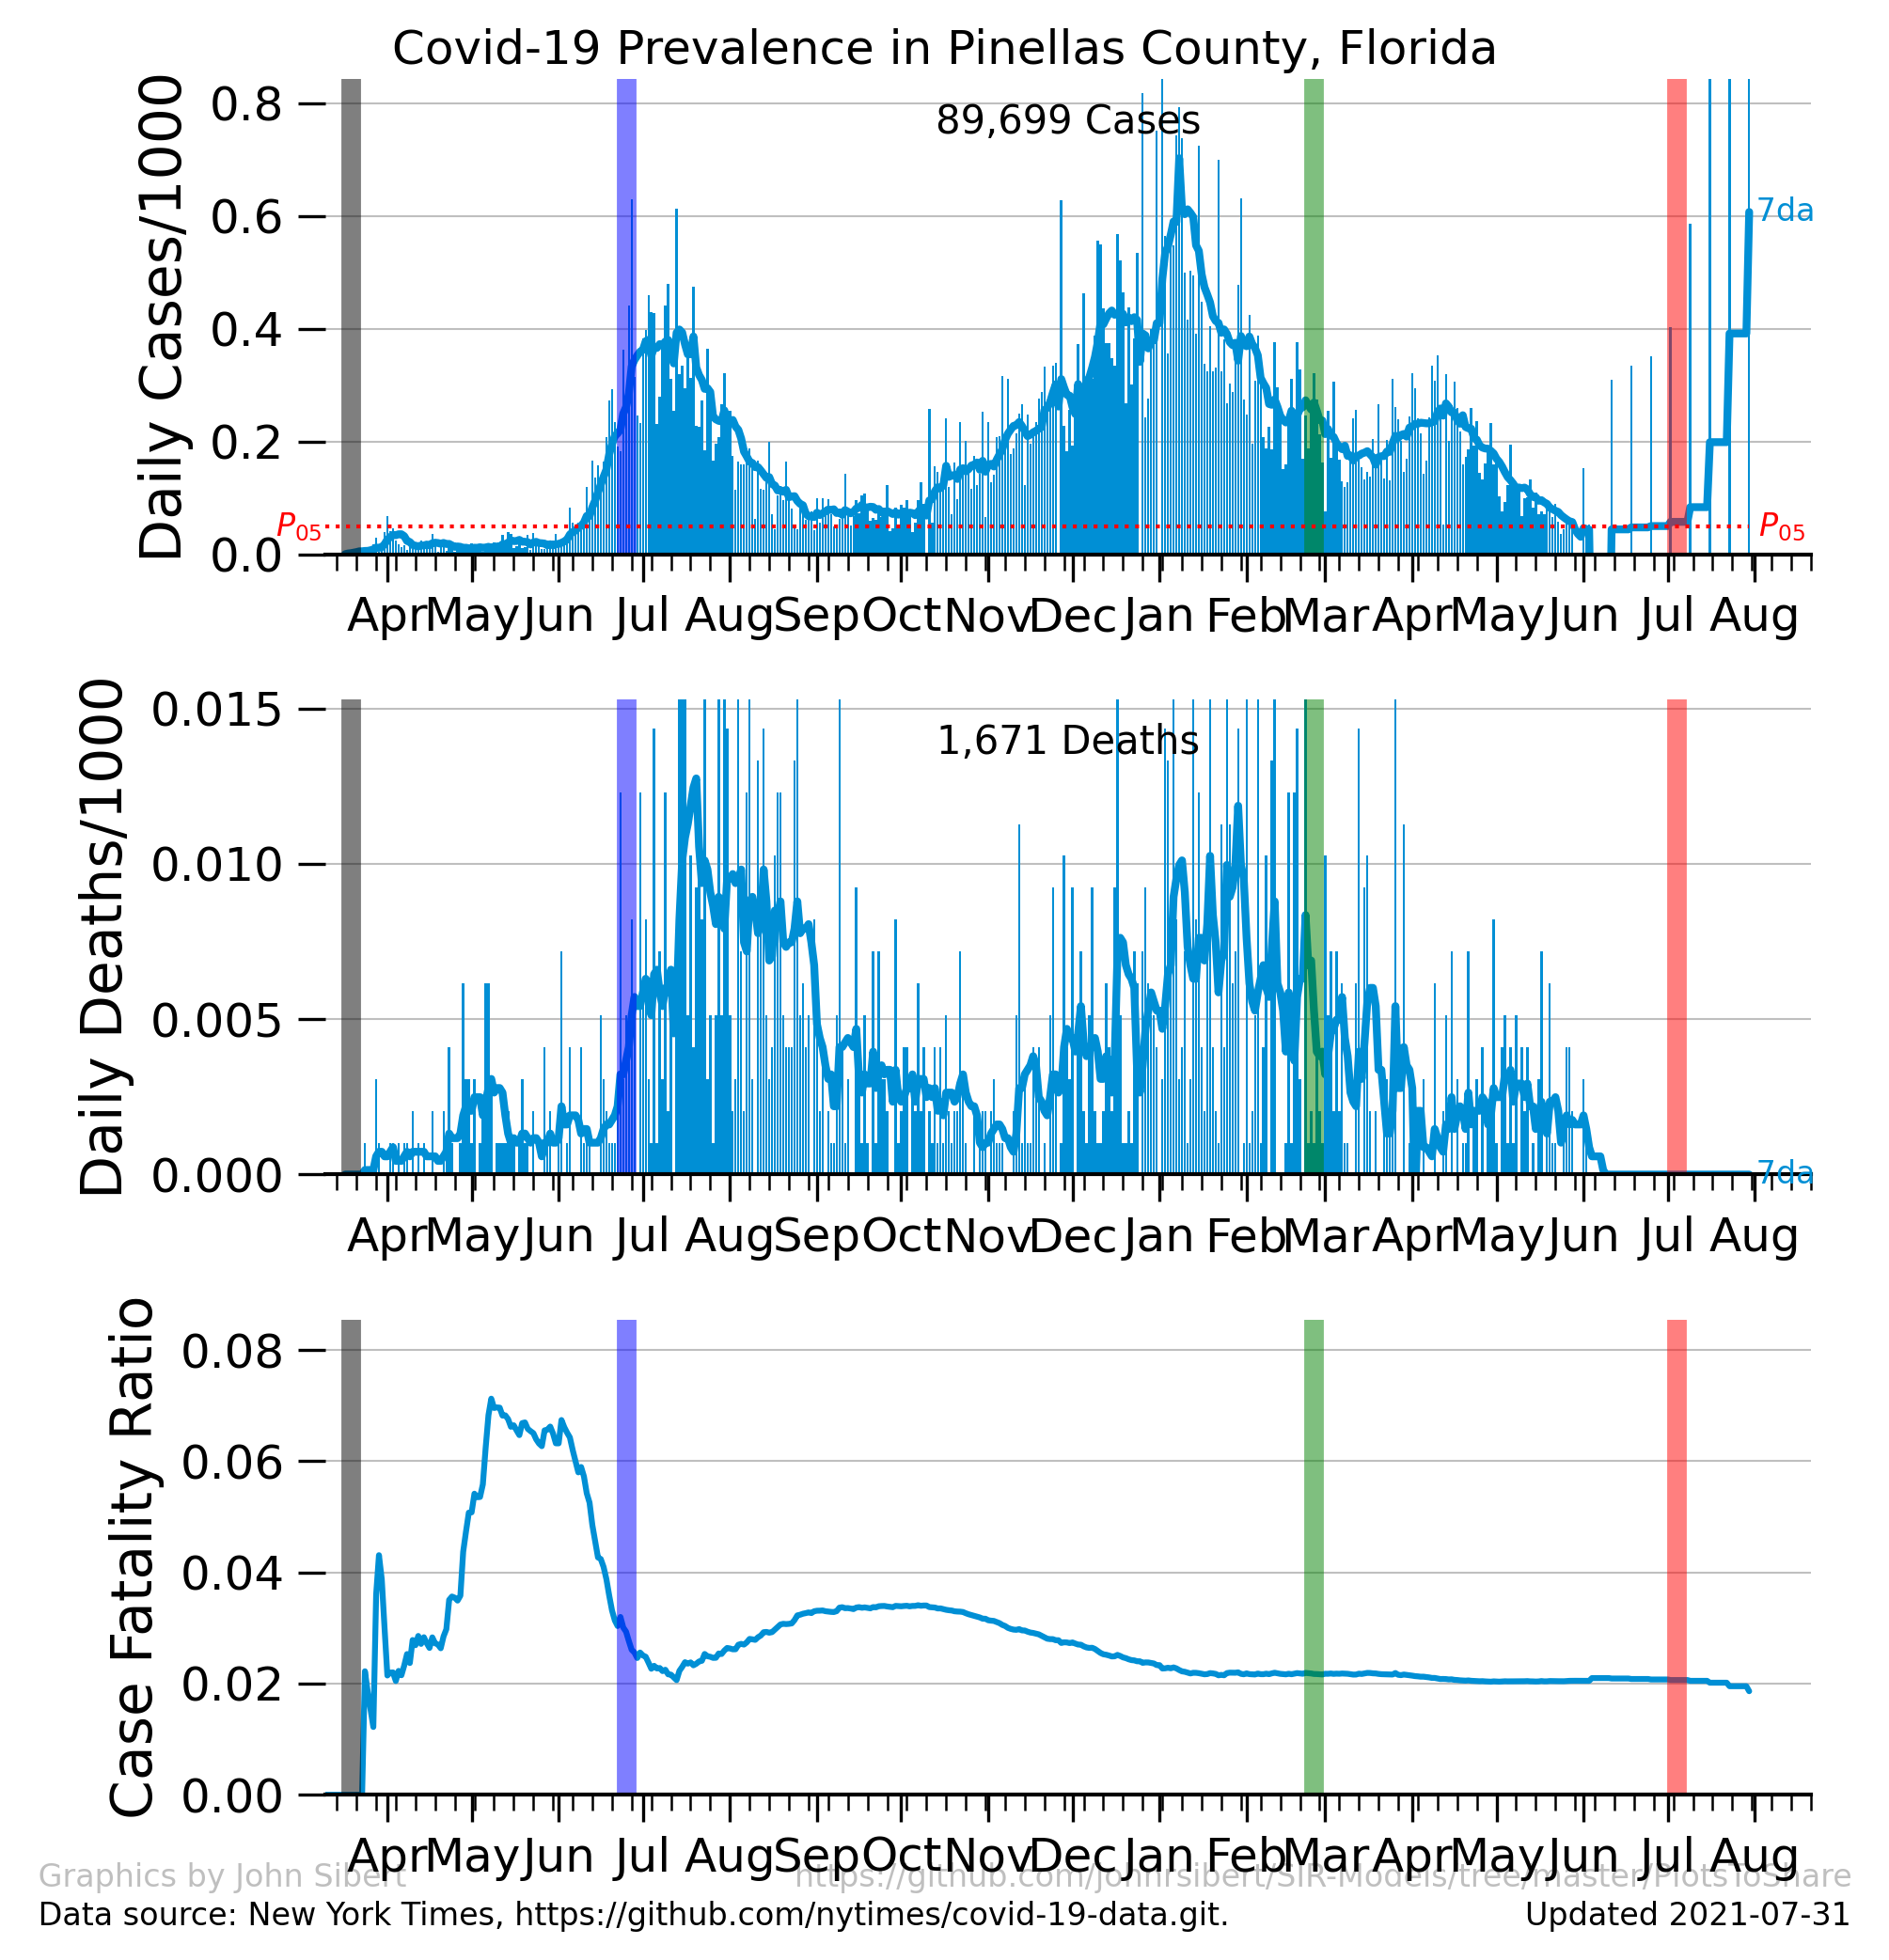 Covid-19 Prevalence in Pinellas County, Florida
Daily Cases/1000
0.8
0.6
0.4
0.2
0.0
89,699 Cases
7da
P05
P05
Apr May Jun Jul Aug Sep Oct Nov Dec Jan Feb Mar Apr May Jun Jul Aug
Daily Deaths/1000
0.015
0.010
0.005
0.000
1,671 Deaths
7da
Apr May Jun Jul Aug Sep Oct Nov Dec Jan Feb Mar Apr May Jun Jul Aug
Case Fatality Ratio
0.08
0.06
0.04
0.02
0.00
Apr May Jun Jul Aug Sep Oct Nov Dec Jan Feb Mar Apr May Jun Jul Aug
Graphics by John Sibert
https://github.com/johnrsibert/SIR-Models/tree/master/PlotsToShare
Data source: New York Times, https://github.com/nytimes/covid-19-data.git.
Updated 2021-07-31